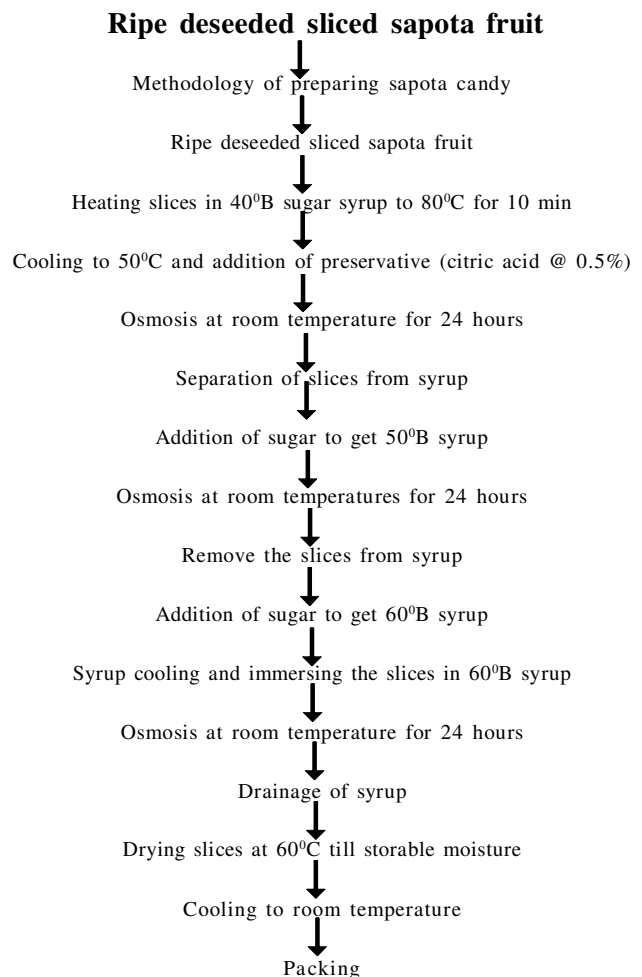 Ripe deseeded sliced sapota fruit
Methodology of preparing sapota candy
Ripe deseeded sliced sapota fruit
Heating slices in 40⁰B sugar syrup to 80⁰C for 10 min
Cooling to 50⁰C and addition of preservative (citric acid @ 0.5%)
Osmosis at room temperature for 24 hours
Separation of slices from syrup
Addition of sugar to get 50⁰B syrup
Osmosis at room temperatures for 24 hours
Remove the slices from syrup
Addition of sugar to get 60⁰B syrup
Syrup cooling and immersing the slices in 60⁰B syrup
Osmosis at room temperature for 24 hours
Drainage of syrup
Drying slices at 60⁰C till storable moisture
Cooling to room temperature
Packing